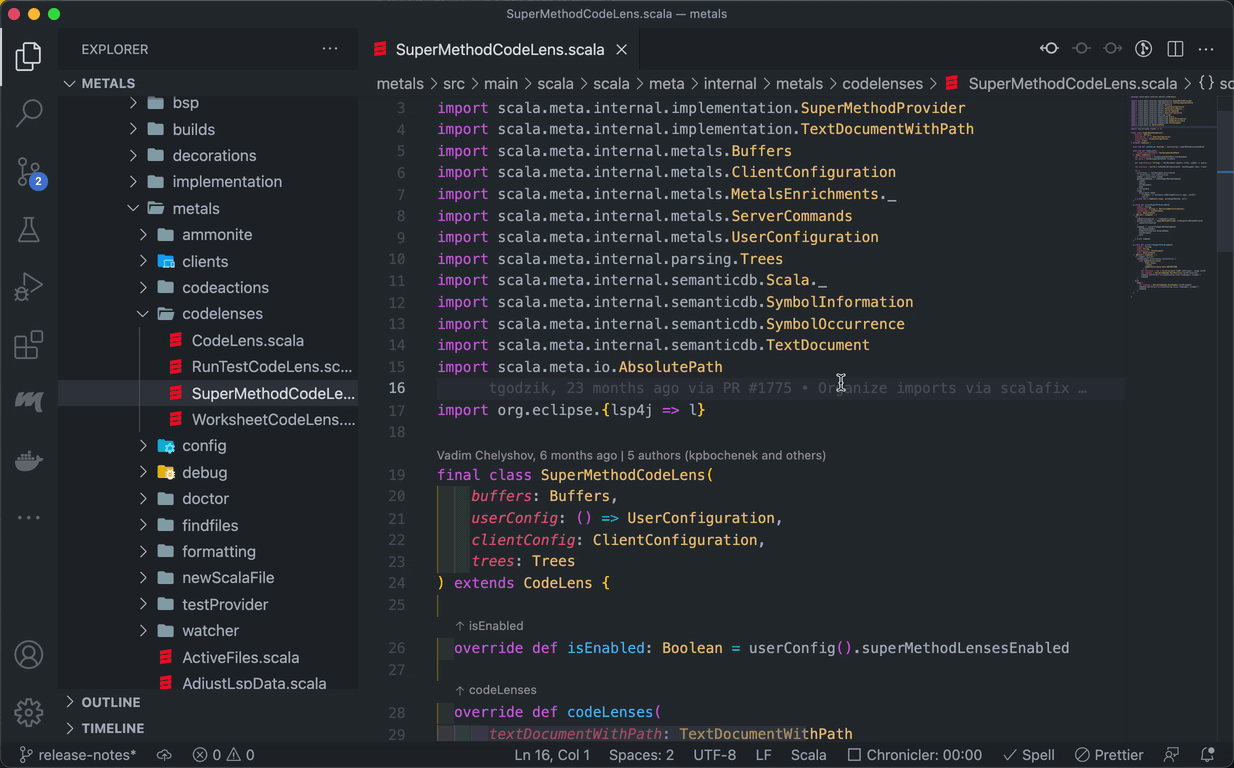 SuperMethodCodeLens.scala — metals
EXPLORER
SuperMethodCodeLens.scala
METALS
metals > src > main > scala > scala > meta > internal > metals > codelenses > SuperMethodCodeLens.scala > {} sc
bsp
builds
decorations
implementation
metals
ammonite
clients
codeactions
codelenses
CodeLens.scala
RunTestCodeLens.sc...
SuperMethodCodeLe...
WorksheetCodeLens....
config
debug
doctor
findfiles
formatting
newScalaFile
testProvider
watcher
ActiveFiles.scala
AdjustLspData.scala
OUTLINE
TIMELINE
2
3 import scala.meta.internal.implementation.SuperMethodProvider
4 import scala.meta.internal.implementation.TextDocumentWithPath
5 import scala.meta.internal.metals.Buffers
6 import scala.meta.internal.metals.ClientConfiguration
7 import scala.meta.internal.metals.MetalsEnrichments._
8 import scala.meta.internal.metals.ServerCommands
9 import scala.meta.internal.metals.UserConfiguration
10 import scala.meta.internal.parsing.Trees
11 import scala.meta.internal.semanticdb.Scala._
12 import scala.meta.internal.semanticdb.SymbolInformation
13 import scala.meta.internal.semanticdb.SymbolOccurrence
14 import scala.meta.internal.semanticdb.TextDocument
15 import scala.meta.io.AbsolutePath
16 tgodzik, 23 months ago via PR #1775 • Organize imports via scalafix …
17 import org.eclipse.{lsp4j => l}
18
Vadim Chelyshov, 6 months ago | 5 authors (kpbochenek and others)
19 final class SuperMethodCodeLens(
20 buffers: Buffers,
21 userConfig: () => UserConfiguration,
22 clientConfig: ClientConfiguration,
23 trees: Trees
24 ) extends CodeLens {
25
↑ isEnabled
26 override def isEnabled: Boolean = userConfig().superMethodLensesEnabled
27
↑ codeLenses
28 override def codeLenses(
29 textDocumentWithPath: TextDocumentWithPath
release-notes* 0 0 Ln 16, Col 1 Spaces: 2 UTF-8 LF Scala Chronicler: 00:00 Spell Prettier